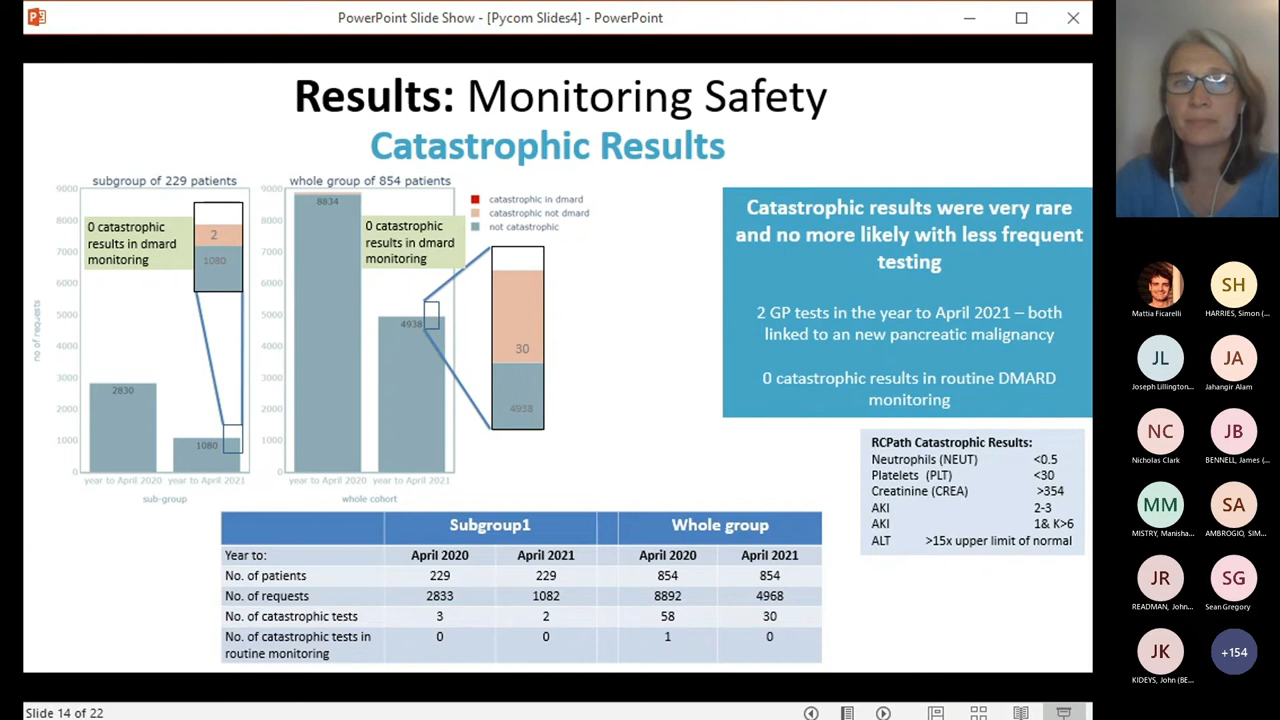 PowerPoint Slide Show - [Pycom Slides4] - PowerPoint
Results: Monitoring Safety
Catastrophic Results
subgroup of 229 patients
whole group of 854 patients
9000
8000
7000
6000
5000
4000
3000
2000
1000
0
no of requests
0 catastrophic
results in dmard
monitoring
2
1080
2830
1080
year to April 2020
year to April 2021
sub-group
9000
8000
7000
6000
5000
4000
3000
2000
1000
0
8834
0 catastrophic
results in dmard
monitoring
4938
year to April 2020
year to April 2021
whole cohort
catastrophic in dmard
catastrophic not dmard
not catastrophic
30
4938
Catastrophic results were very rare
and no more likely with less frequent
testing
2 GP tests in the year to April 2021 – both
linked to an new pancreatic malignancy
0 catastrophic results in routine DMARD
monitoring
RCPath Catastrophic Results:
Neutrophils (NEUT) <0.5
Platelets (PLT) <30
Creatinine (CREA) >354
AKI 2-3
AKI 1& K>6
ALT >15x upper limit of normal
Subgroup1 Whole group
Year to: April 2020 April 2021 April 2020 April 2021
No. of patients 229 229 854 854
No. of requests 2833 1082 8892 4968
No. of catastrophic tests 3 2 58 30
No. of catastrophic tests in
routine monitoring 0 0 1 0
Slide 14 of 22
Mattia Ficarelli
SH
HARRIES, Simon (...
JL
Joseph Lillington...
JA
Jahangir Alam
NC
Nicholas Clark
JB
BENNELL, James (...
MM
MISTRY, Manisha...
SA
AMBROGIO, SIM...
JR
READMAN, John...
SG
Sean Gregory
JK
KIDEYS, John (BE...
+154